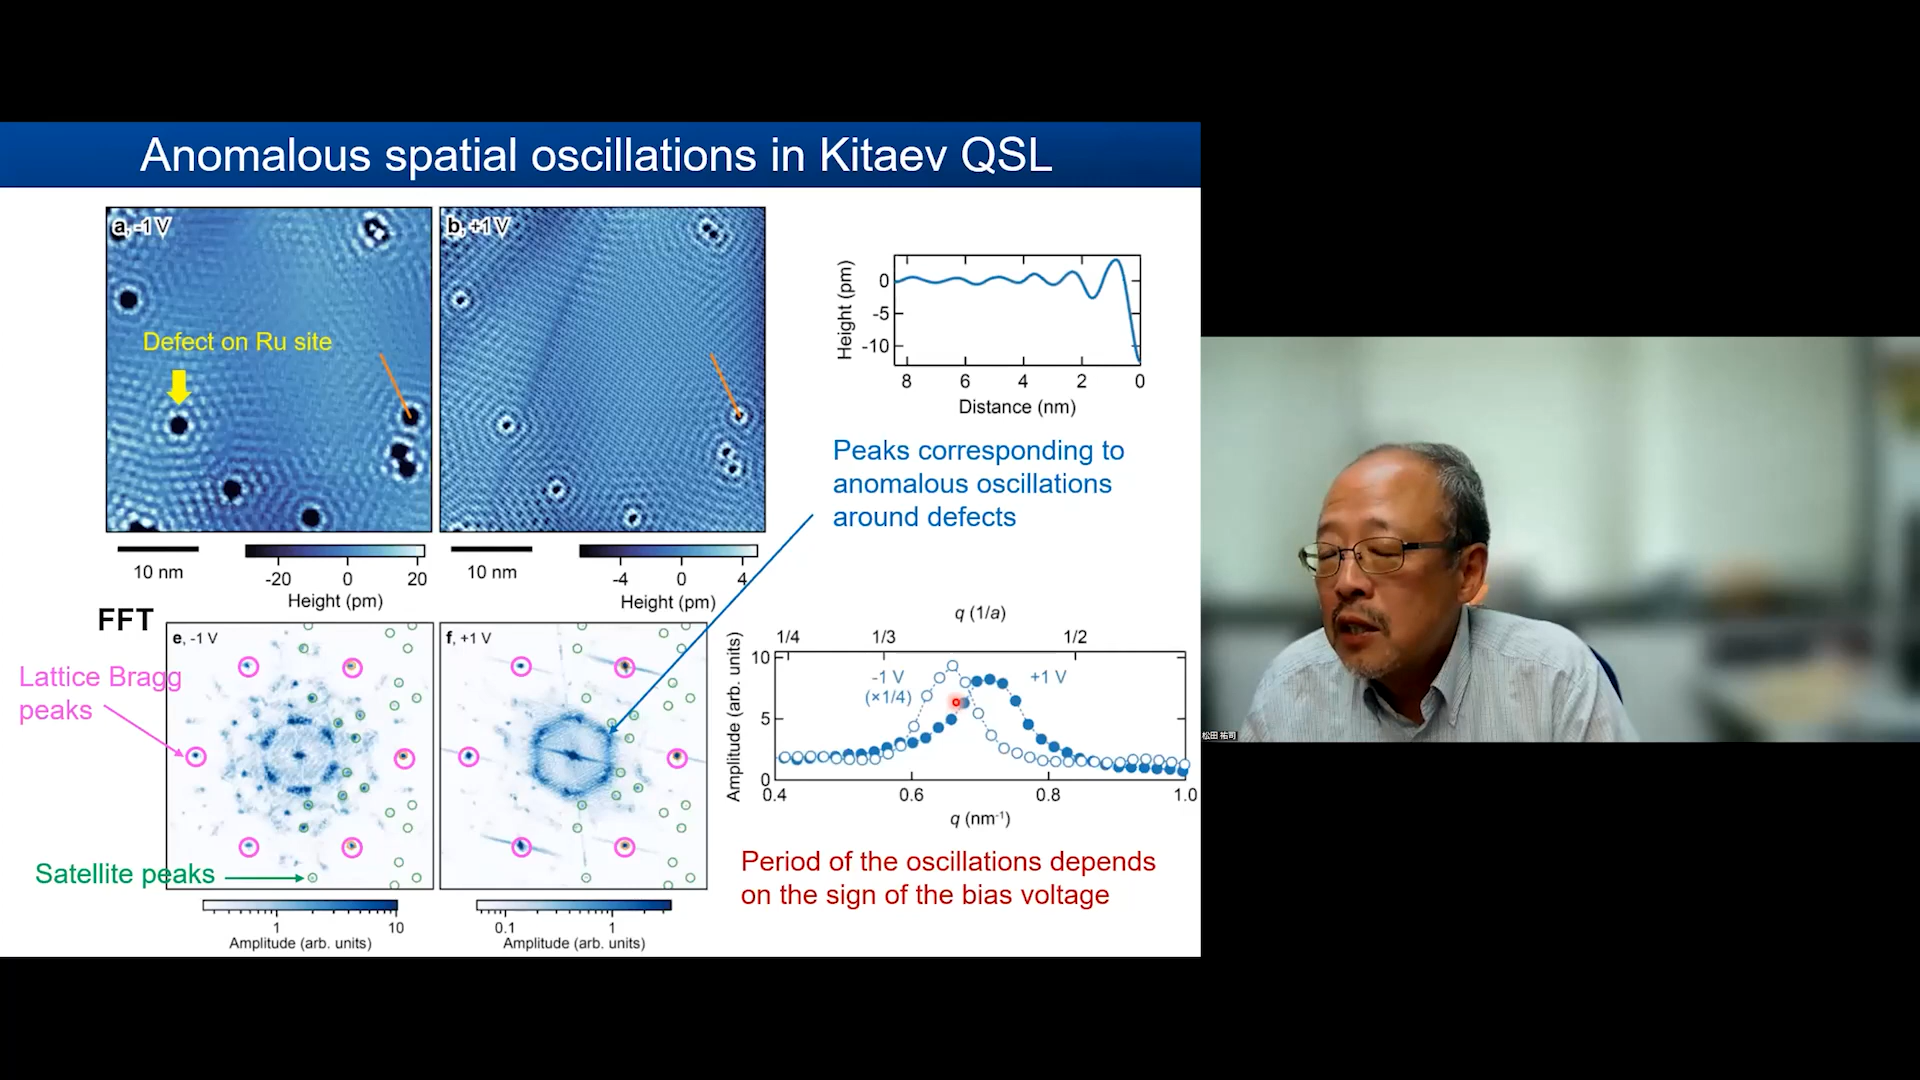 Anomalous spatial oscillations in Kitaev QSL
a, -1 V
b, +1 V
Defect on Ru site
10 nm
-20 0 20
Height (pm)
10 nm
-4 0 4
Height (pm)
Height (pm)
0
-5
-10
8 6 4 2 0
Distance (nm)
Peaks corresponding to
anomalous oscillations
around defects
FFT
e, -1 V
f, +1 V
Lattice Bragg
peaks
Satellite peaks
1 10
Amplitude (arb. units)
0.1 1
Amplitude (arb. units)
q (1/a)
1/4 1/3 1/2
Amplitude (arb. units)
10
5
0
-1 V
(×1/4)
+1 V
0.4 0.6 0.8 1.0
q (nm⁻¹)
Period of the oscillations depends
on the sign of the bias voltage
松田 祐司